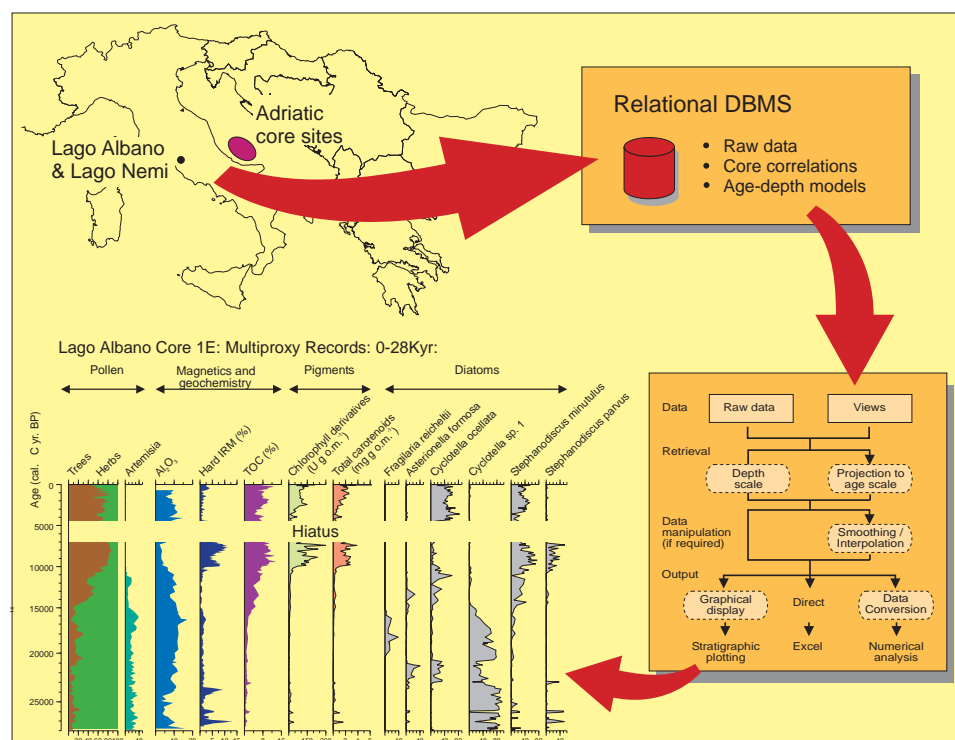 Adriatic
core sites
Lago Albano
& Lago Nemi
Relational DBMS
• Raw data
• Core correlations
• Age-depth models
Lago Albano Core 1E: Multiproxy Records: 0-28Kyr:
Pollen
Magnetics and
geochemistry
Pigments
Diatoms
Age (cal. C yr. BP)
Trees
Herbs
Artemisia
Al₂O₃
Hard IRM (%)
TOC (%)
Chlorophyll derivatives
(U g o.m.⁻¹)
Total carotenoids
(mg g o.m.⁻¹)
Fragilaria reicheltii
Asterionella formosa
Cyclotella ocellata
Cyclotella sp. 1
Stephanodiscus minutulus
Stephanodiscus parvus
0
5000
Hiatus
10000
15000
20000
25000
Data
Raw data
Views
Retrieval
Depth
scale
Projection to
age scale
Data
manipulation
(if required)
Smoothing /
Interpolation
Output
Graphical
display
Direct
Data
Conversion
Stratigraphic
plotting
Excel
Numerical
analysis